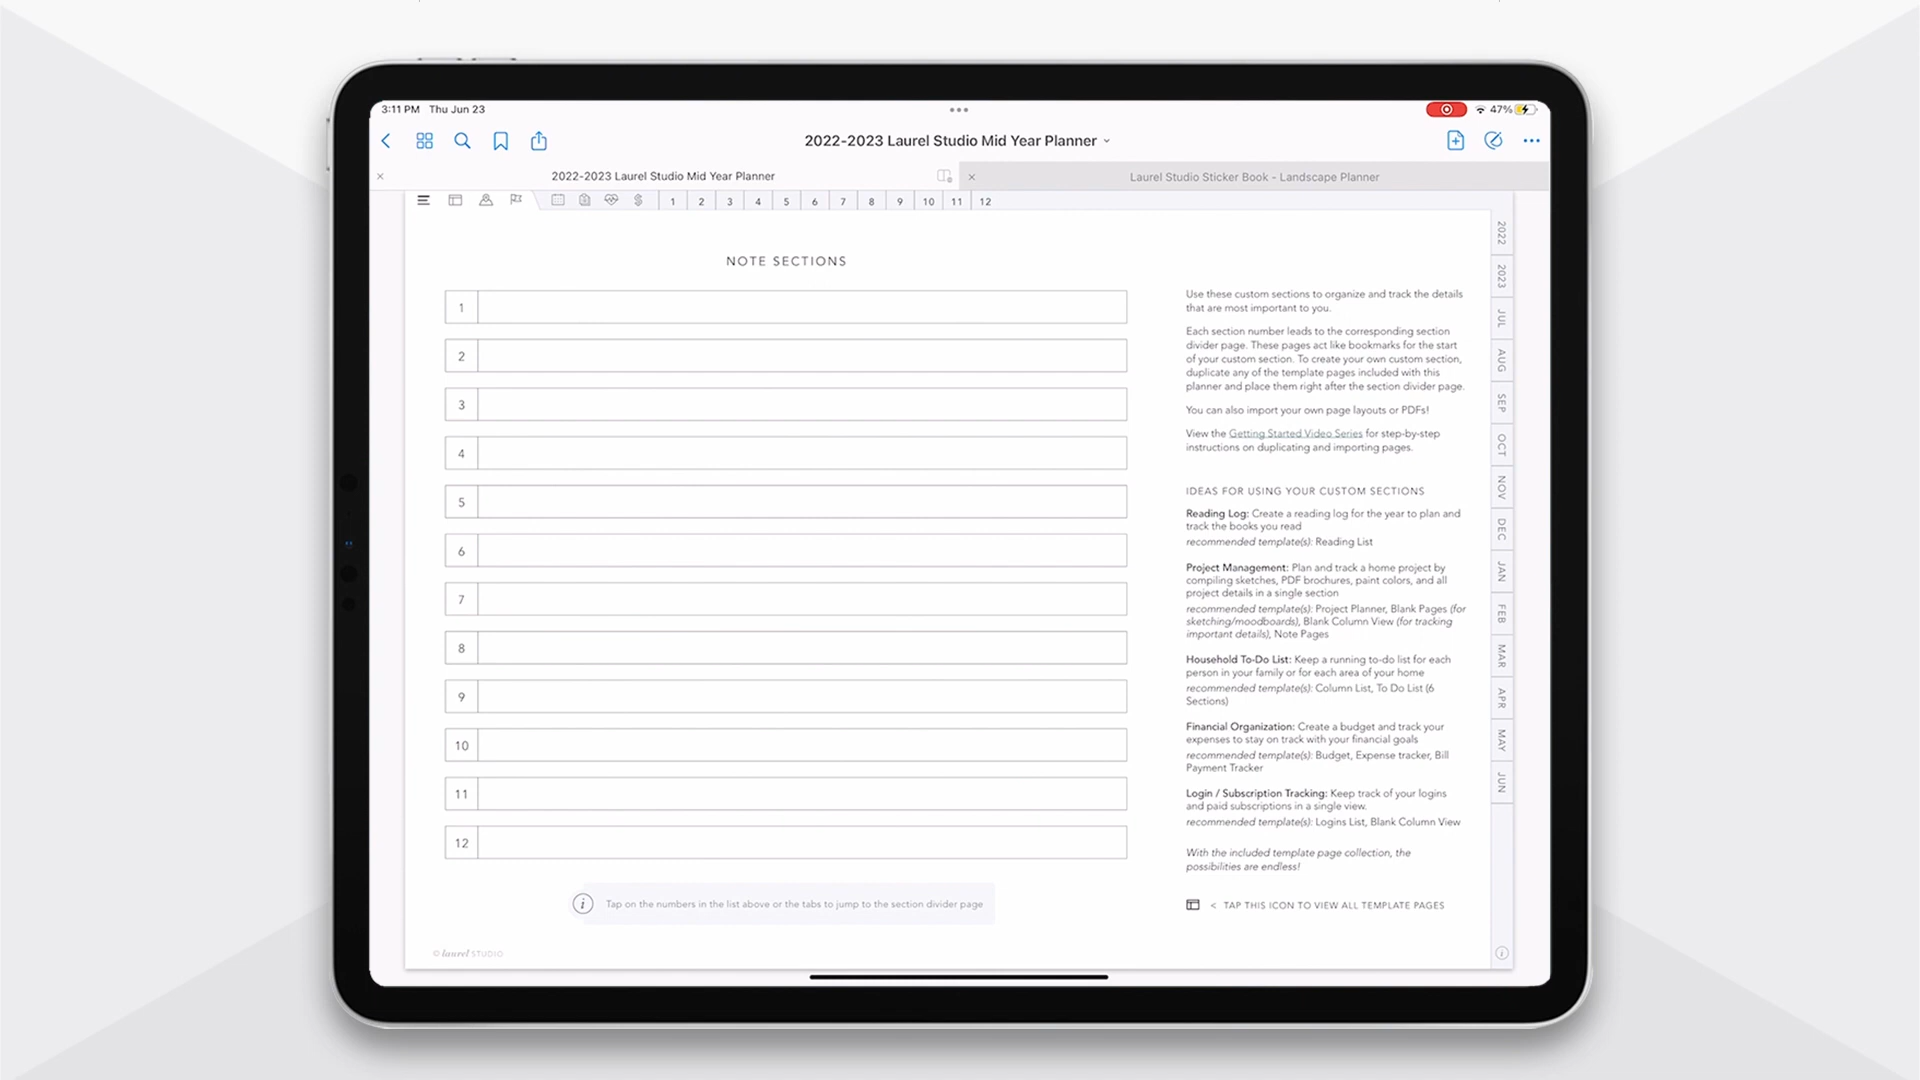 3:11 PM Thu Jun 23
47%
2022-2023 Laurel Studio Mid Year Planner
2022-2023 Laurel Studio Mid Year Planner
Laurel Studio Sticker Book - Landscape Planner
1 2 3 4 5 6 7 8 9 10 11 12
NOTE SECTIONS
1
2
3
4
5
6
7
8
9
10
11
12
Tap on the numbers in the list above or the tabs to jump to the section divider page
© laurel STUDIO
Use these custom sections to organize and track the details
that are most important to you.
Each section number leads to the corresponding section
divider page. These pages act like bookmarks for the start
of your custom section. To create your own custom section,
duplicate any of the template pages included with this
planner and place them right after the section divider page.
You can also import your own page layouts or PDFs!
View the Getting Started Video Series for step-by-step
instructions on duplicating and importing pages.
IDEAS FOR USING YOUR CUSTOM SECTIONS
Reading Log: Create a reading log for the year to plan and
track the books you read
recommended template(s): Reading List
Project Management: Plan and track a home project by
compiling sketches, PDF brochures, paint colors, and all
project details in a single section
recommended template(s): Project Planner, Blank Pages (for
sketching/moodboards), Blank Column View (for tracking
important details), Note Pages
Household To-Do List: Keep a running to-do list for each
person in your family or for each area of your home
recommended template(s): Column List, To Do List (6
Sections)
Financial Organization: Create a budget and track your
expenses to stay on track with your financial goals
recommended template(s): Budget, Expense tracker, Bill
Payment Tracker
Login / Subscription Tracking: Keep track of your logins
and paid subscriptions in a single view.
recommended template(s): Logins List, Blank Column View
With the included template page collection, the
possibilities are endless!
< TAP THIS ICON TO VIEW ALL TEMPLATE PAGES
2022
2023
JUL
AUG
SEP
OCT
NOV
DEC
JAN
FEB
MAR
APR
MAY
JUN